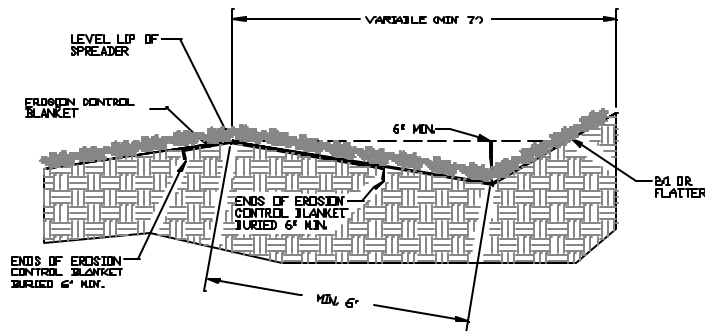 VARIABLE (MIN 7')
LEVEL LIP OF
SPREADER
EROSION CONTROL
BLANKET
6" MIN.
2:1 OR
FLATTER
ENDS OF EROSION
CONTROL BLANKET
BURIED 6" MIN.
ENDS OF EROSION
CONTROL BLANKET
BURIED 6" MIN.
MIN. 6'